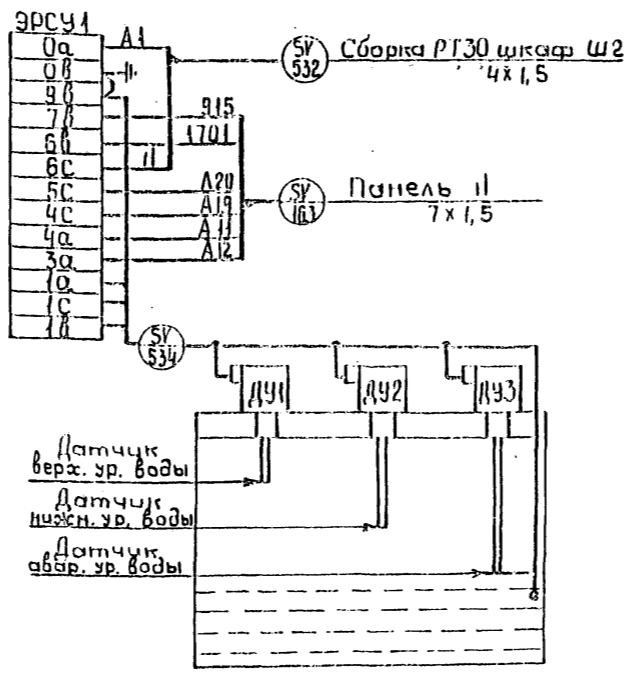 ЭРСУ1
0а
0в
9в
7в
6в
6с
5с
4с
4а
3а
1а
1с
1в
А1
11
915
1701
А20
А19
А11
А12
SV
532
Сборка РТ30 шкаф Ш2
4х1,5
SV
163
Панель 11
7х1,5
SV
534
ДУ1
ДУ2
ДУ3
Датчик
верх. ур. воды
Датчик
нижн. ур. воды
Датчик
авар. ур. воды